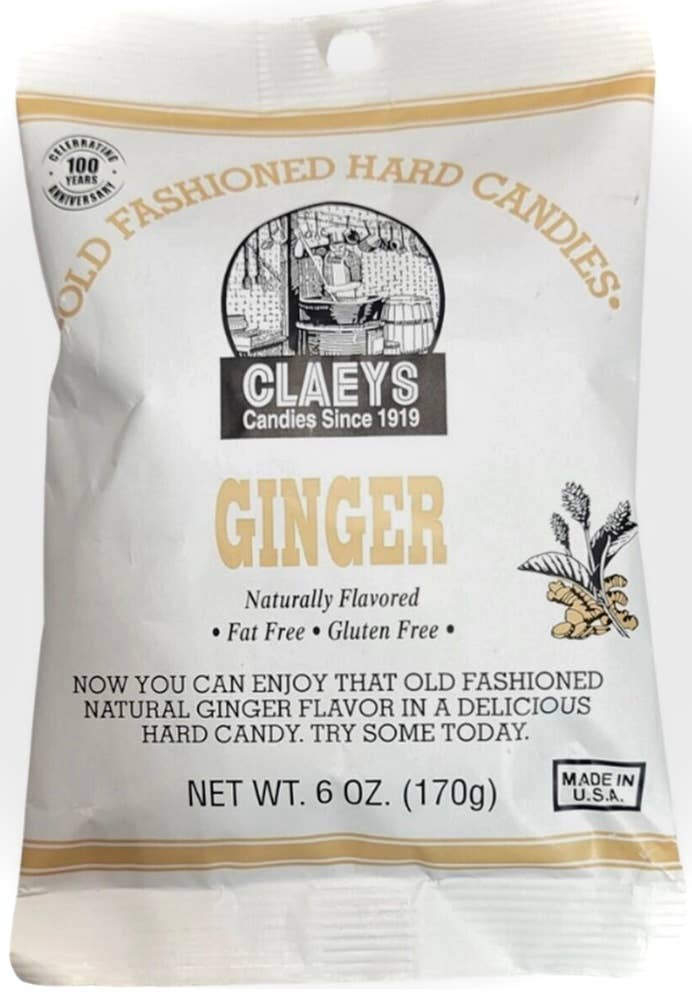 CELEBRATING
100
YEARS
ANNIVERSARY
OLD FASHIONED HARD CANDIES
CLAEYS
Candies Since 1919
GINGER
Naturally Flavored
• Fat Free • Gluten Free •
NOW YOU CAN ENJOY THAT OLD FASHIONED
NATURAL GINGER FLAVOR IN A DELICIOUS
HARD CANDY. TRY SOME TODAY.
NET WT. 6 OZ. (170g)
MADE IN
U.S.A.